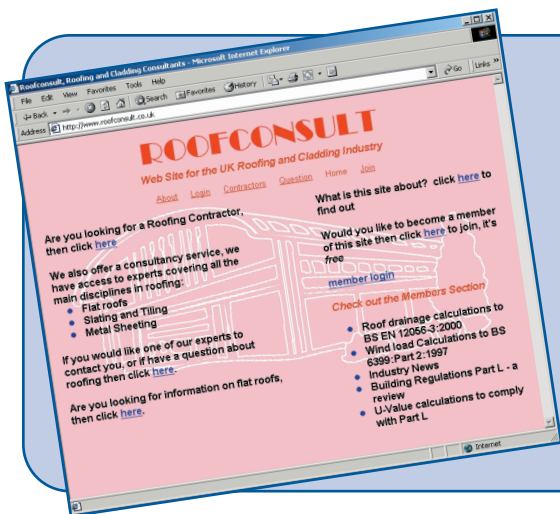 Roofconsult, Roofing and Cladding Consultants - Microsoft Internet Explorer
File Edit View Favorites Tools Help
Back Search Favorites History
Address http://www.roofconsult.co.uk Go Links »
ROOFCONSULT
Web Site for the UK Roofing and Cladding Industry
About Login Contractors Question Home Join
Are you looking for a Roofing Contractor,
then click here
We also offer a consultancy service, we
have access to experts covering all the
main disciplines in roofing:
• Flat roofs
• Slating and Tiling
• Metal Sheeting
If you would like one of our experts to
contact you, or if have a question about
roofing then click here.
Are you looking for information on flat roofs,
then click here.
What is this site about? click here to
find out
Would you like to become a member
of this site then click here to join, it's
free
member login
Check out the Members Section
• Roof drainage calculations to
BS EN 12056-3:2000
• Wind load Calculations to BS
6399:Part 2:1997
• Industry News
• Building Regulations Part L - a
review
• U-Value calculations to comply
with Part L
Internet